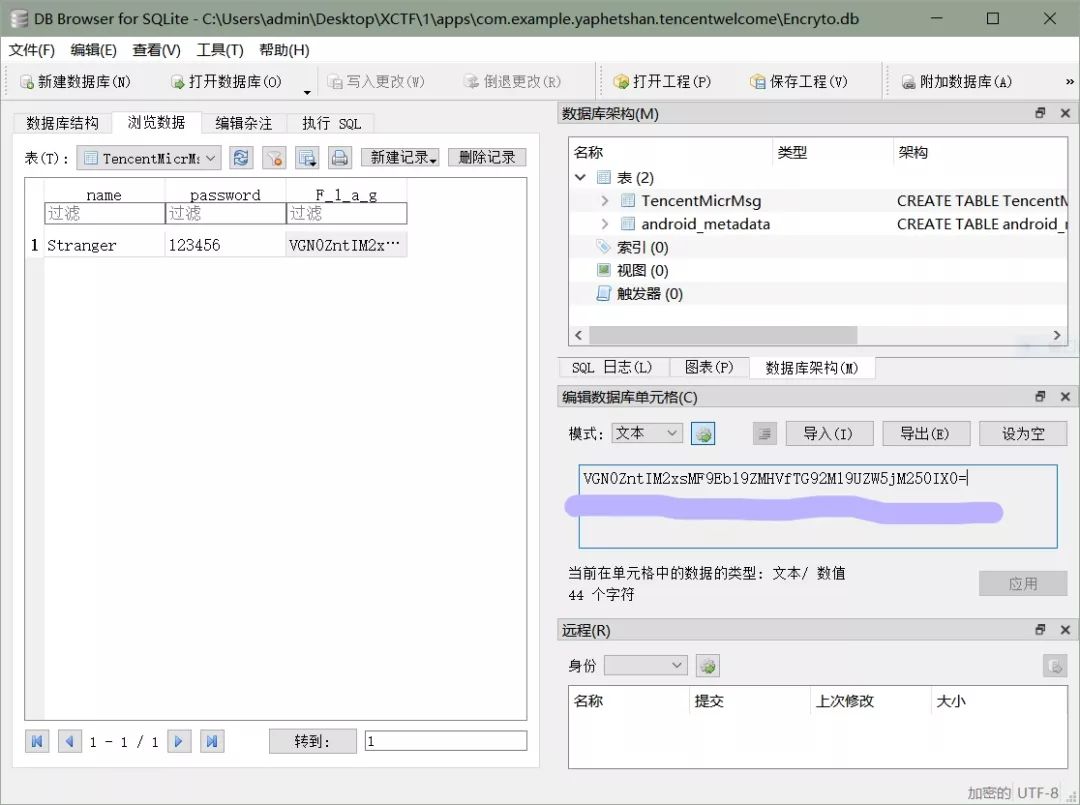 DB Browser for SQLite - C:\Users\admin\Desktop\XCTF\1\apps\com.example.yaphetshan.tencentwelcome\Encryto.db
文件(F) 编辑(E) 查看(V) 工具(T) 帮助(H)
新建数据库(N) 打开数据库(O) 写入更改(W) 倒退更改(R) 打开工程(P) 保存工程(V) 附加数据库(A) »
数据库结构 浏览数据 编辑杂注 执行 SQL
表(T): TencentMicrMs 新建记录 删除记录
name password F_l_a_g
过滤 过滤 过滤
1 Stranger 123456 VGN0ZntIM2x…
1 - 1 / 1 转到: 1
数据库架构(M)
名称 类型 架构
表 (2)
TencentMicrMsg CREATE TABLE TencentM
android_metadata CREATE TABLE android_
索引 (0)
视图 (0)
触发器 (0)
SQL 日志(L) 图表(P) 数据库架构(M)
编辑数据库单元格(C)
模式: 文本 导入(I) 导出(E) 设为空
VGN0ZntIM2xsMF9Eb19ZMHVfTG92M19UZW5jM250IX0=
当前在单元格中的数据的类型: 文本/ 数值
44 个字符
应用
远程(R)
身份
名称 提交 上次修改 大小
加密的 UTF-8